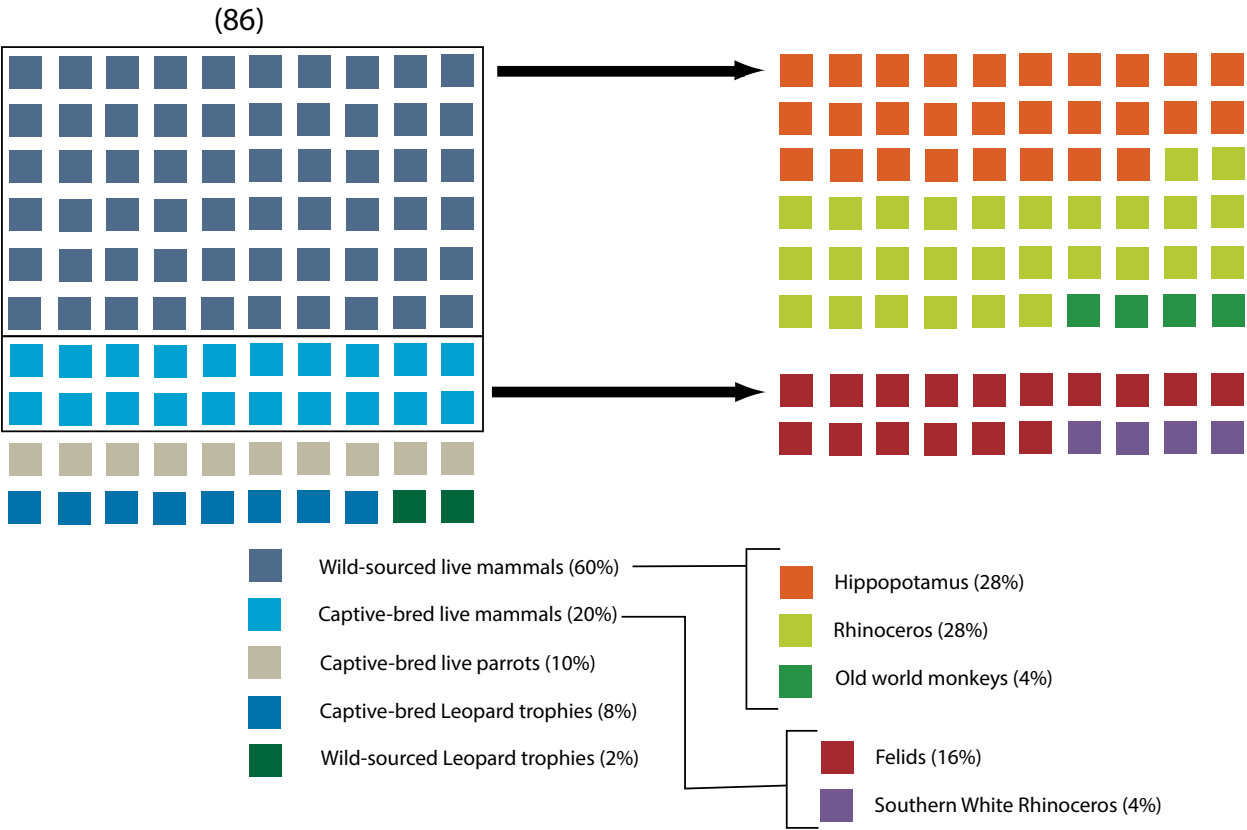 (86)
Wild-sourced live mammals (60%)
Captive-bred live mammals (20%)
Captive-bred live parrots (10%)
Captive-bred Leopard trophies (8%)
Wild-sourced Leopard trophies (2%)
Hippopotamus (28%)
Rhinoceros (28%)
Old world monkeys (4%)
Felids (16%)
Southern White Rhinoceros (4%)